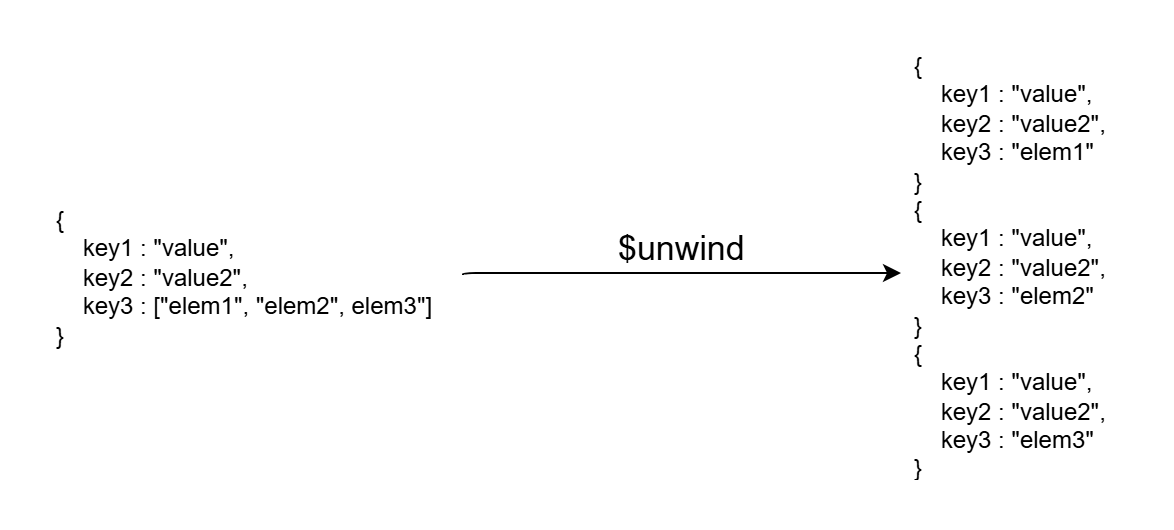 {
key1 : "value",
key2 : "value2",
key3 : ["elem1", "elem2", elem3"]
}
$unwind
{
key1 : "value",
key2 : "value2",
key3 : "elem1"
}
{
key1 : "value",
key2 : "value2",
key3 : "elem2"
}
{
key1 : "value",
key2 : "value2",
key3 : "elem3"
}